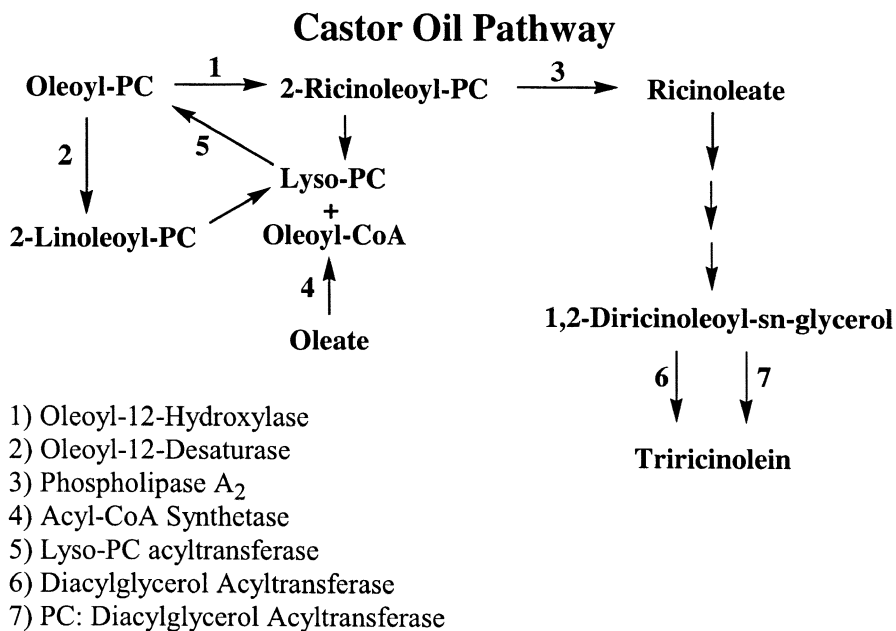 Castor Oil Pathway
Oleoyl-PC 1 2-Ricinoleoyl-PC 3 Ricinoleate
2 5 Lyso-PC
+
2-Linoleoyl-PC Oleoyl-CoA
4
Oleate
1,2-Diricinoleoyl-sn-glycerol
6 7
Triricinolein
1) Oleoyl-12-Hydroxylase
2) Oleoyl-12-Desaturase
3) Phospholipase A2
4) Acyl-CoA Synthetase
5) Lyso-PC acyltransferase
6) Diacylglycerol Acyltransferase
7) PC: Diacylglycerol Acyltransferase